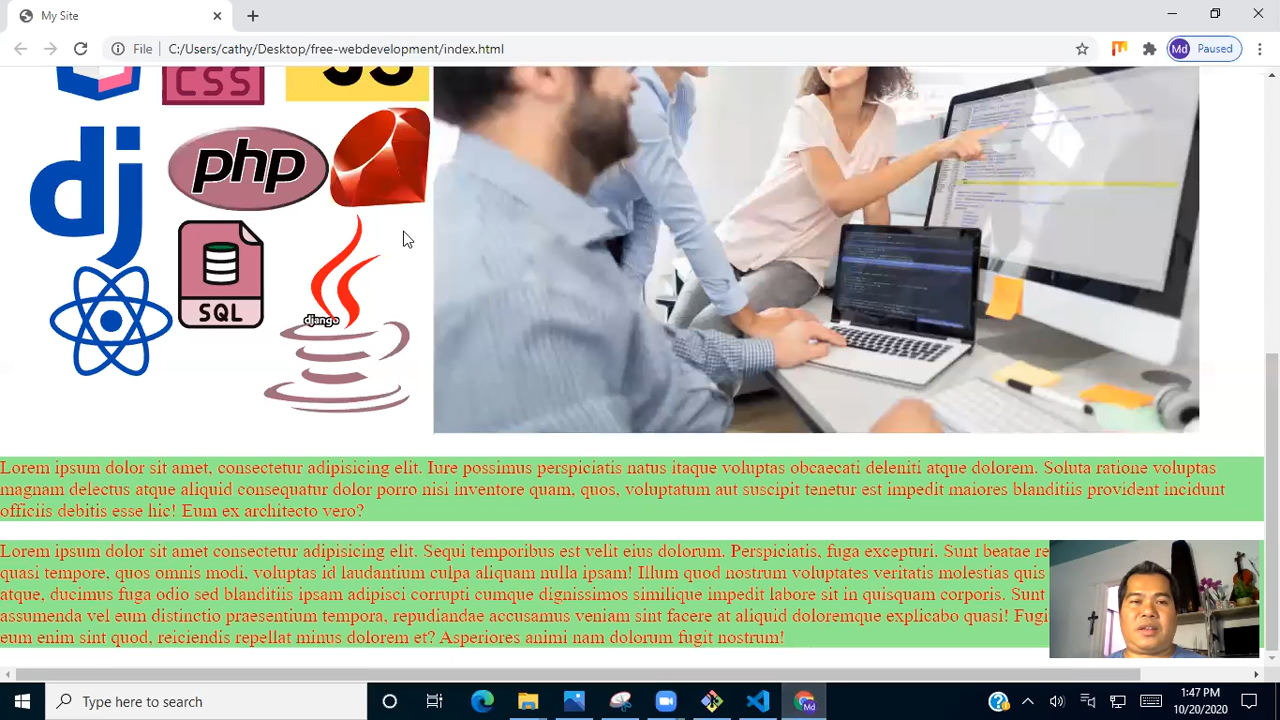 My Site
File
C:/Users/cathy/Desktop/free-webdevelopment/index.html
Md
Paused
CSS
JS
dj
php
SQL
django
Lorem ipsum dolor sit amet, consectetur adipisicing elit. Iure possimus perspiciatis natus itaque voluptas obcaecati deleniti atque dolorem. Soluta ratione voluptas
magnam delectus atque aliquid consequatur dolor porro nisi inventore quam, quos, voluptatum aut suscipit tenetur est impedit maiores blanditiis provident incidunt
officiis debitis esse hic! Eum ex architecto vero?
Lorem ipsum dolor sit amet consectetur adipisicing elit. Sequi temporibus est velit eius dolorum. Perspiciatis, fuga excepturi. Sunt beatae re
quasi tempore, quos omnis modi, voluptas id laudantium culpa aliquam nulla ipsam! Illum quod nostrum voluptates veritatis molestias quis
atque, ducimus fuga odio sed blanditiis ipsam adipisci corrupti cumque dignissimos similique impedit labore sit in quisquam corporis. Sunt
assumenda vel eum distinctio praesentium tempora, repudiandae accusamus veniam sint facere at aliquid doloremque explicabo quasi! Fugi
eum enim sint quod, reiciendis repellat minus dolorem et? Asperiores animi nam dolorum fugit nostrum!
Type here to search
Md
1:47 PM
10/20/2020